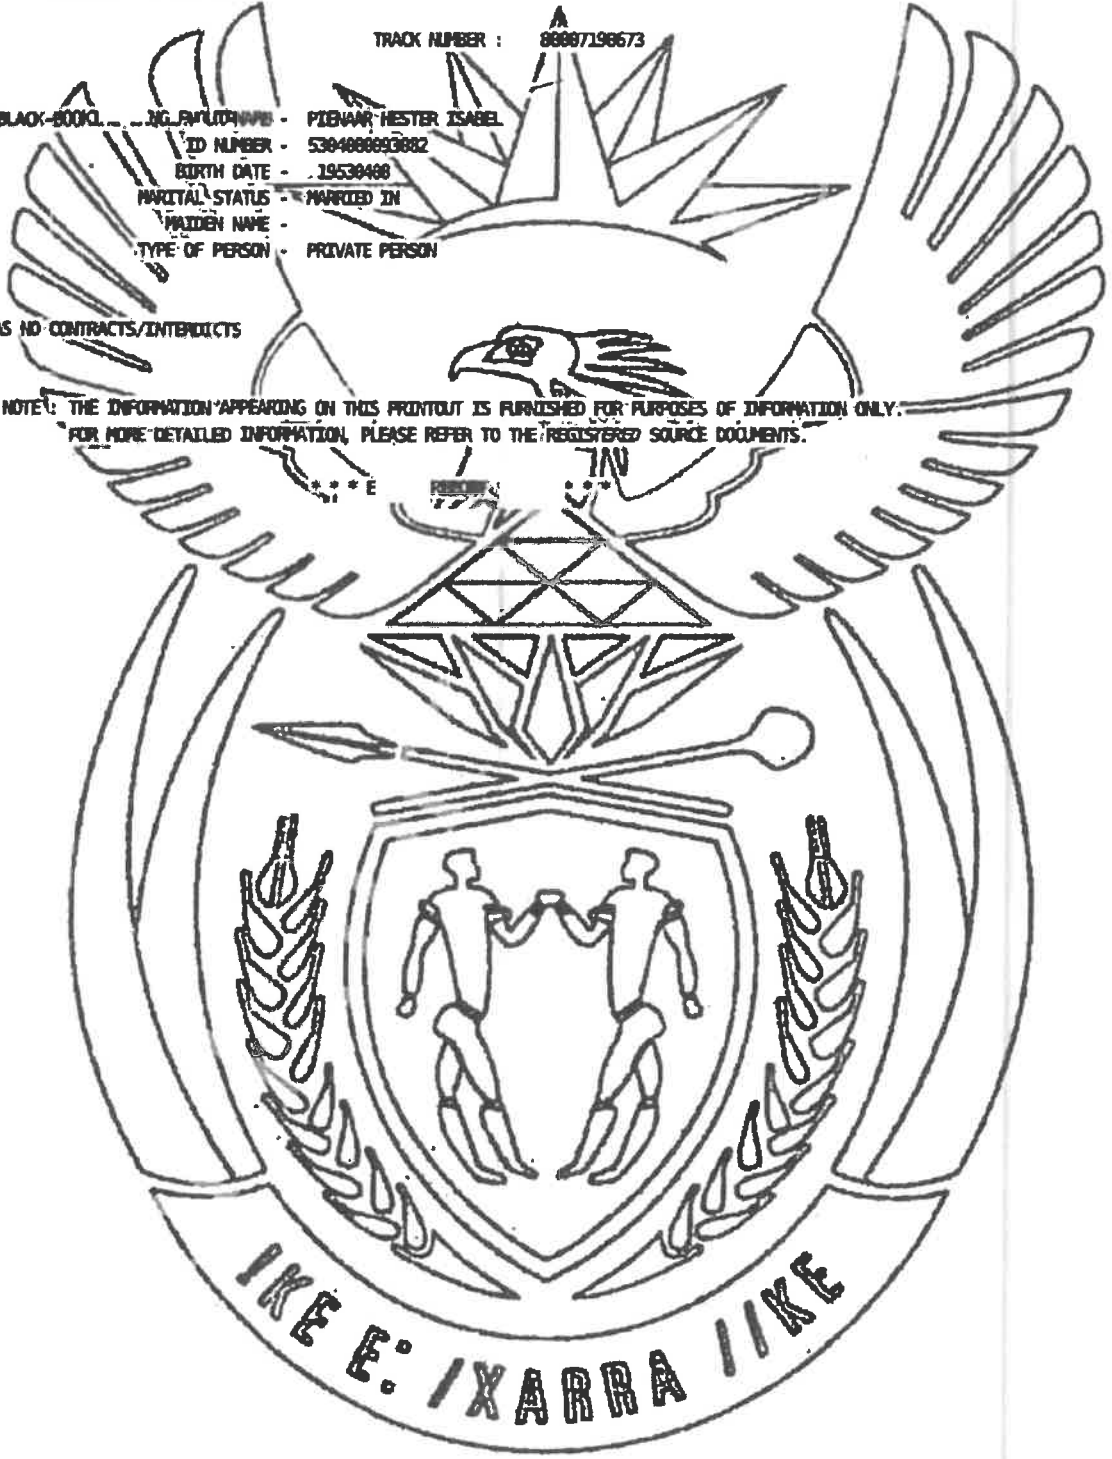 TRACK NUMBER : 00007190673
- PIENAAR HESTER ISABEL
ID NUMBER - 5304080093082
BIRTH DATE - 19530408
MARITAL STATUS - MARRIED IN
MAIDEN NAME -
TYPE OF PERSON - PRIVATE PERSON
AS NO CONTRACTS/INTERDICTS
NOTE : THE INFORMATION APPEARING ON THIS PRINTOUT IS FURNISHED FOR PURPOSES OF INFORMATION ONLY.
FOR MORE DETAILED INFORMATION, PLEASE REFER TO THE REGISTERED SOURCE DOCUMENTS.
* * * E * * *
!KE E: /XARRA //KE